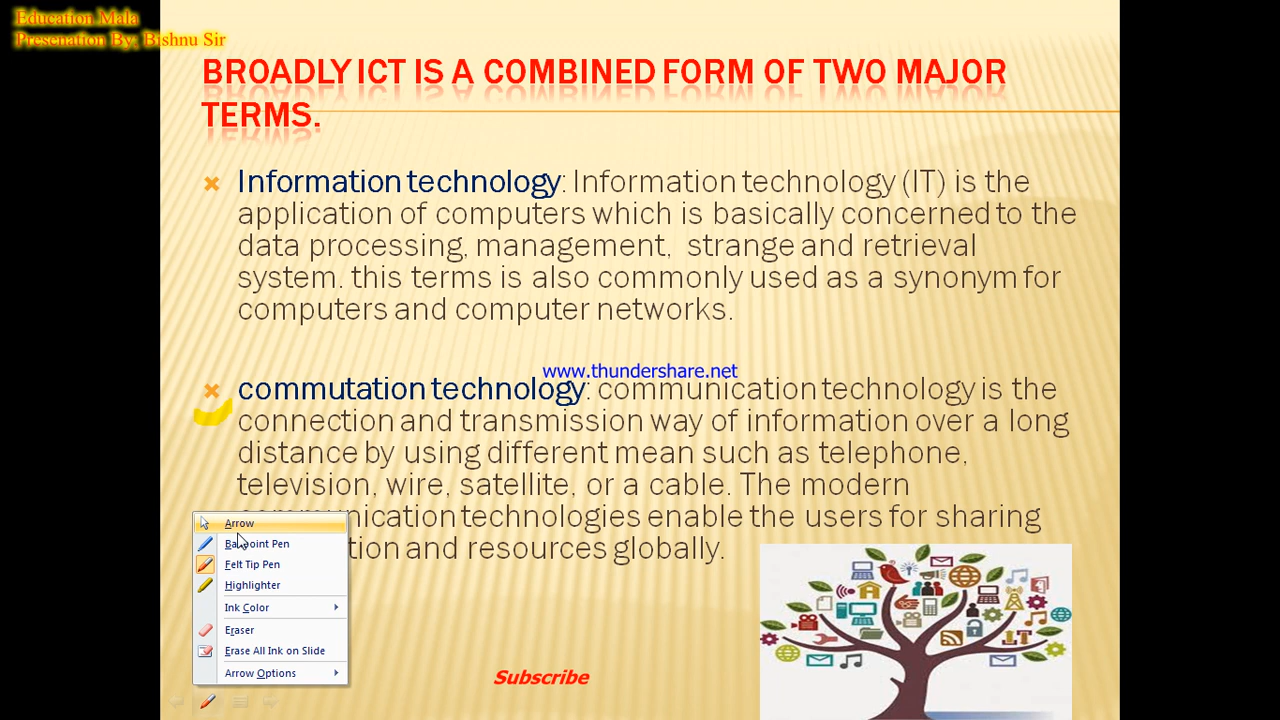 Education Mala
Presenation By; Bishnu Sir
BROADLY ICT IS A COMBINED FORM OF TWO MAJOR
TERMS.
Information technology: Information technology (IT) is the
application of computers which is basically concerned to the
data processing, management, strange and retrieval
system. this terms is also commonly used as a synonym for
computers and computer networks.
www.thundershare.net
commutation technology: communication technology is the
connection and transmission way of information over a long
distance by using different mean such as telephone,
television, wire, satellite, or a cable. The modern
nication technologies enable the users for sharing
tion and resources globally.
Arrow
Ballpoint Pen
Felt Tip Pen
Highlighter
Ink Color
Eraser
Erase All Ink on Slide
Arrow Options
Subscribe